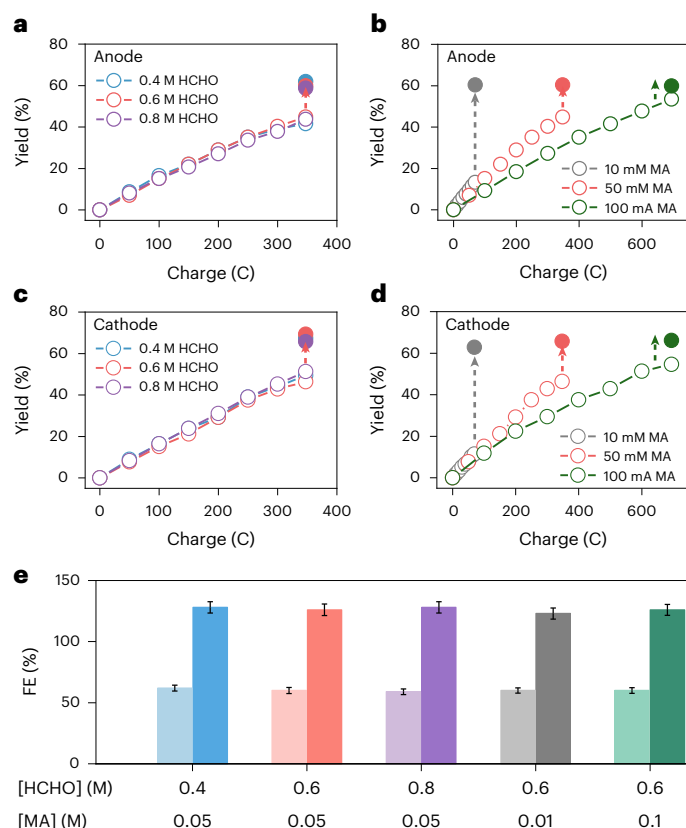 a
b
80
60
40
20
0
Yield (%)
Anode
0.4 M HCHO
0.6 M HCHO
0.8 M HCHO
0 100 200 300 400
Charge (C)
80
60
40
20
0
Yield (%)
Anode
10 mM MA
50 mM MA
100 mA MA
0 200 400 600
Charge (C)
c
d
80
60
40
20
0
Yield (%)
Cathode
0.4 M HCHO
0.6 M HCHO
0.8 M HCHO
0 100 200 300 400
Charge (C)
80
60
40
20
0
Yield (%)
Cathode
10 mM MA
50 mM MA
100 mA MA
0 200 400 600
Charge (C)
e
150
100
50
0
FE (%)
[HCHO] (M) 0.4 0.6 0.8 0.6 0.6
[MA] (M) 0.05 0.05 0.05 0.01 0.1